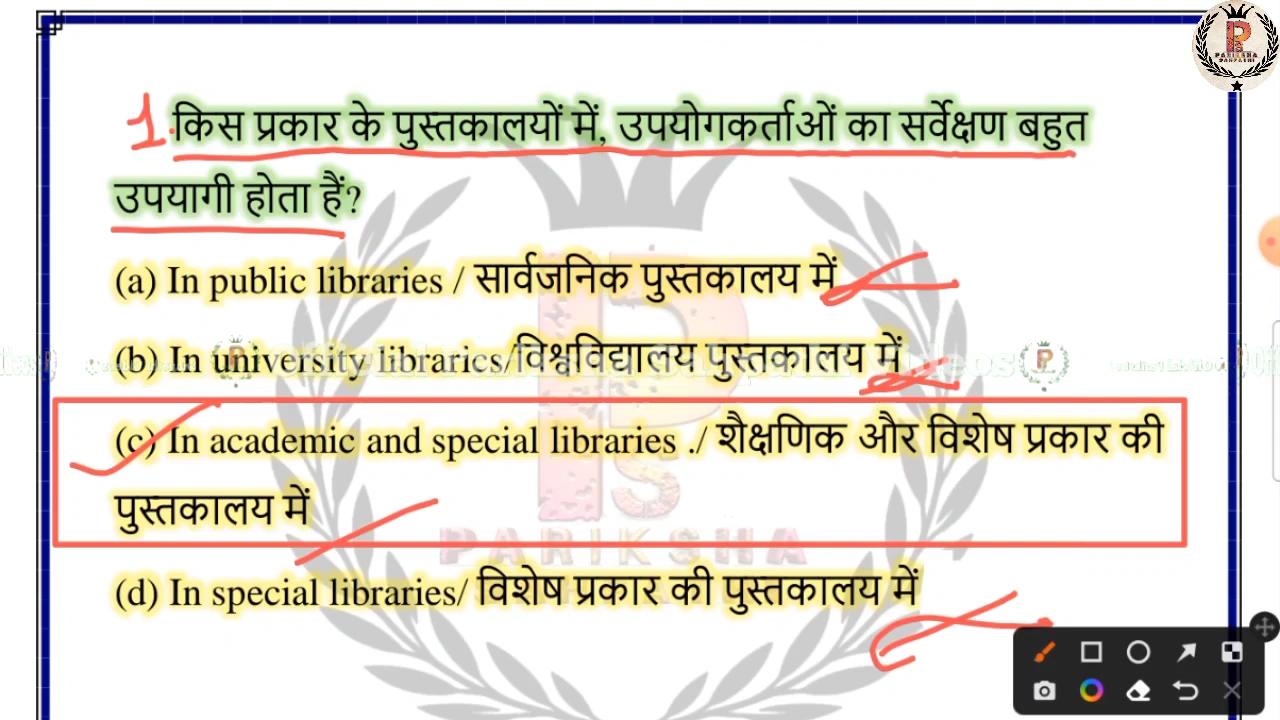 1.किस प्रकार के पुस्तकालयों में, उपयोगकर्ताओं का सर्वेक्षण बहुत
उपयागी होता हैं?
(a) In public libraries / सार्वजनिक पुस्तकालय में
(b) In university librarics/विश्वविद्यालय पुस्तकालय में
(c) In academic and special libraries ./ शैक्षणिक और विशेष प्रकार की
पुस्तकालय में
(d) In special libraries/ विशेष प्रकार की पुस्तकालय में
PARIKSHA
PARIKSHA